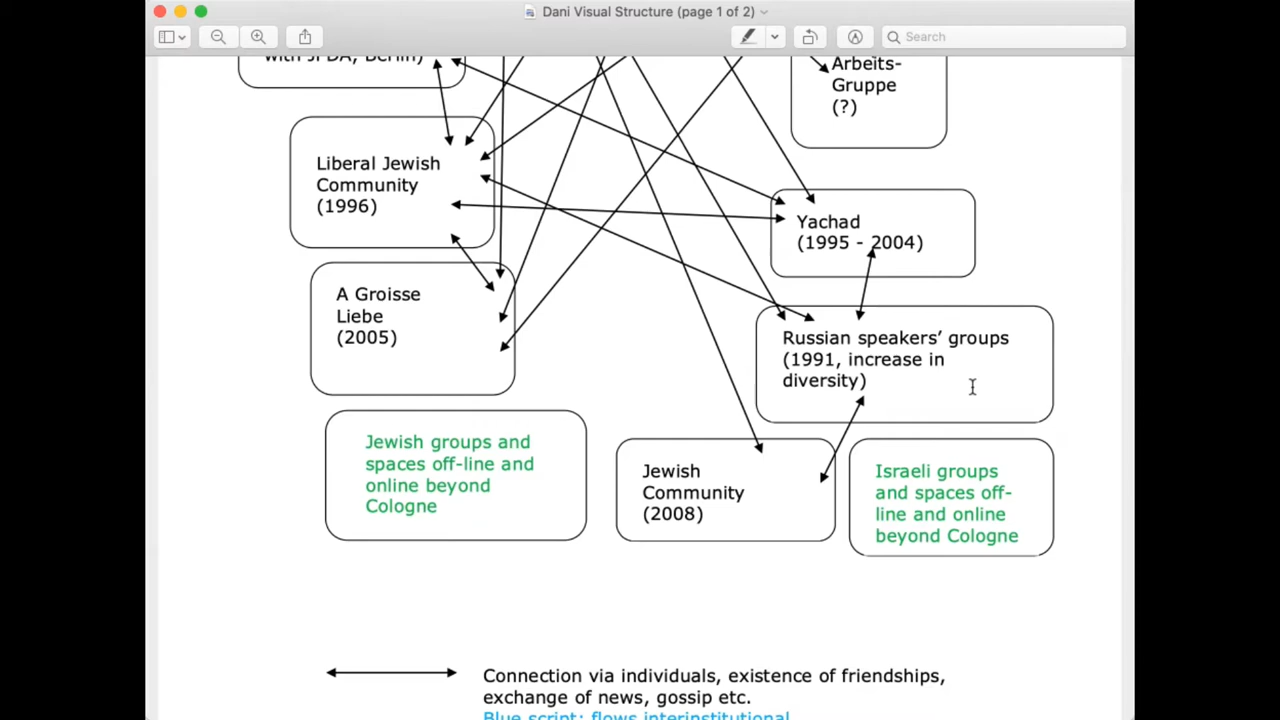 Dani Visual Structure (page 1 of 2)
Search
with JFDA, Berlin)
Arbeits-
Gruppe
(?)
Liberal Jewish
Community
(1996)
Yachad
(1995 - 2004)
A Groisse
Liebe
(2005)
Russian speakers’ groups
(1991, increase in
diversity)
Jewish groups and
spaces off-line and
online beyond
Cologne
Jewish
Community
(2008)
Israeli groups
and spaces off-
line and online
beyond Cologne
Connection via individuals, existence of friendships,
exchange of news, gossip etc.
Blue script: flows interinstitutional